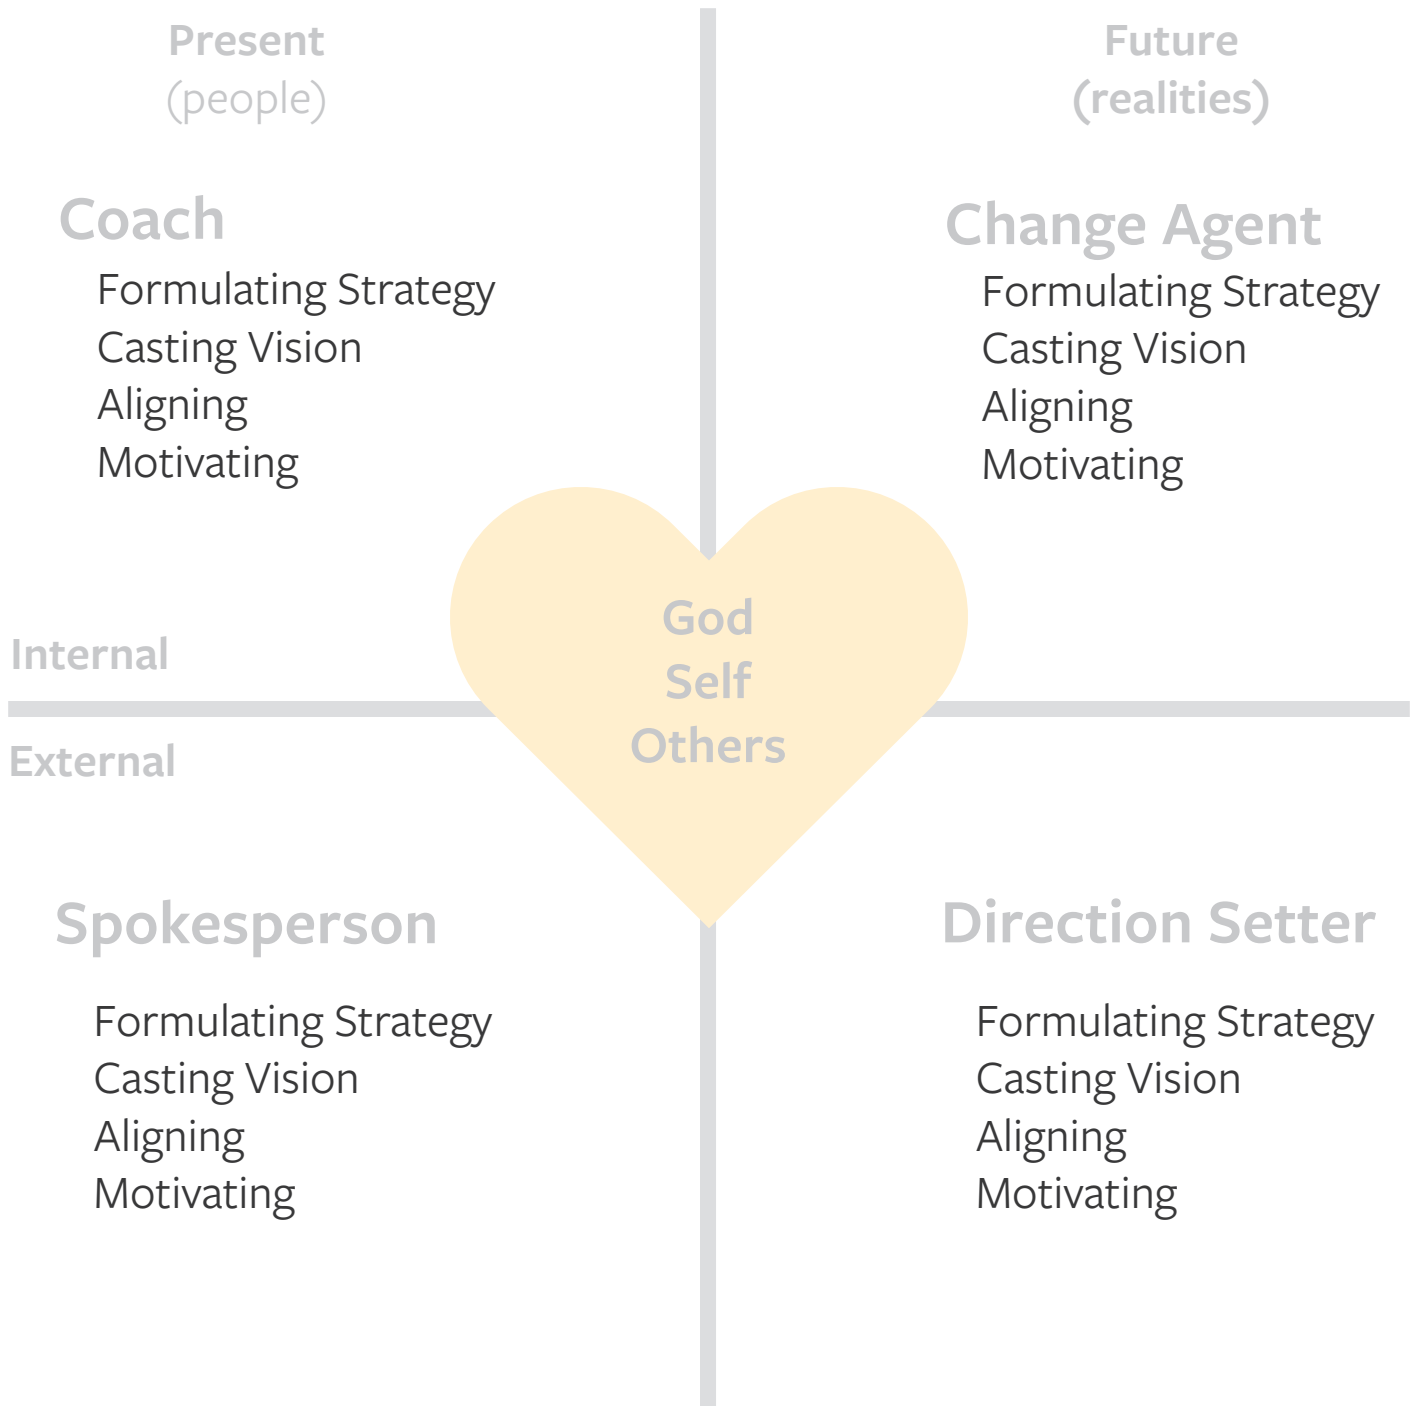 Present
(people)
Future
(realities)
Coach
Formulating Strategy
Casting Vision
Aligning
Motivating
Change Agent
Formulating Strategy
Casting Vision
Aligning
Motivating
God
Self
Others
Internal
External
Spokesperson
Formulating Strategy
Casting Vision
Aligning
Motivating
Direction Setter
Formulating Strategy
Casting Vision
Aligning
Motivating